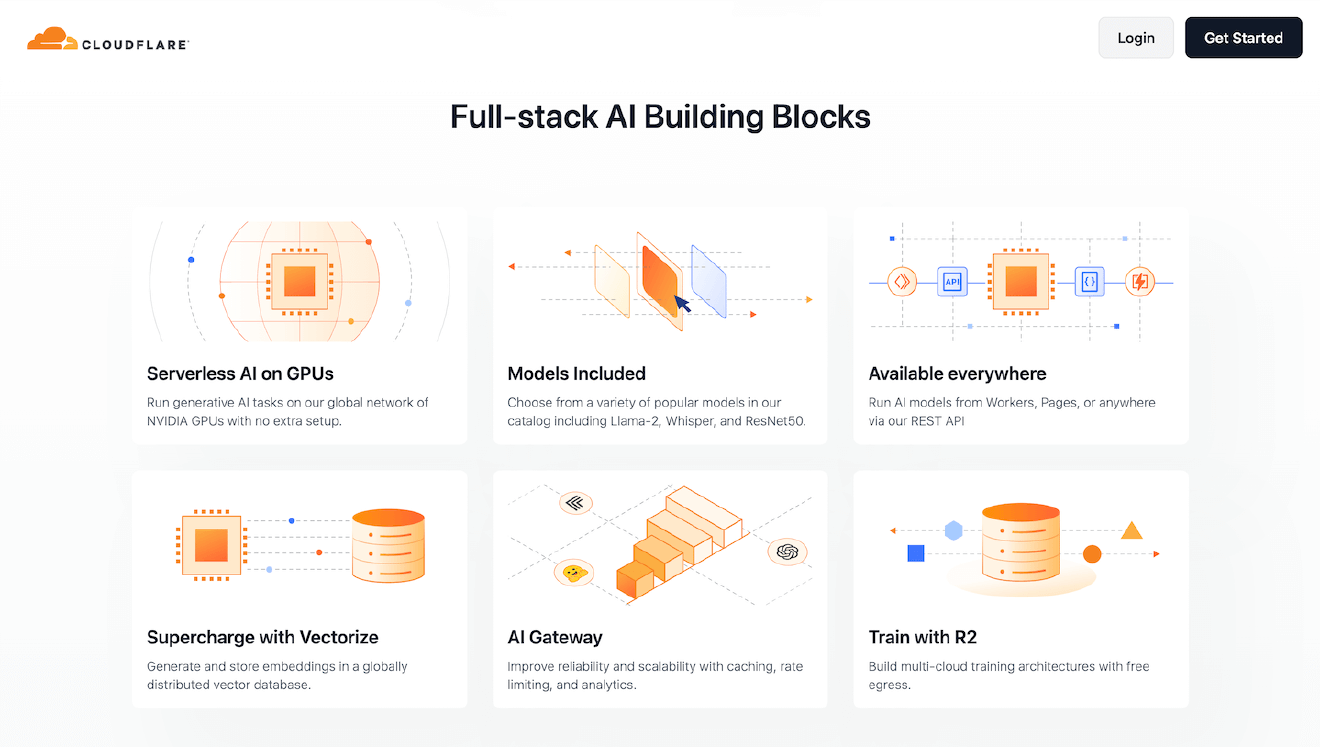 CLOUDFLARE
Login
Get Started
Full-stack AI Building Blocks
API
{ }
Serverless AI on GPUs
Run generative AI tasks on our global network of
NVIDIA GPUs with no extra setup.
Models Included
Choose from a variety of popular models in our
catalog including Llama-2, Whisper, and ResNet50.
Available everywhere
Run AI models from Workers, Pages, or anywhere
via our REST API
Supercharge with Vectorize
Generate and store embeddings in a globally
distributed vector database.
AI Gateway
Improve reliability and scalability with caching, rate
limiting, and analytics.
Train with R2
Build multi-cloud training architectures with free
egress.